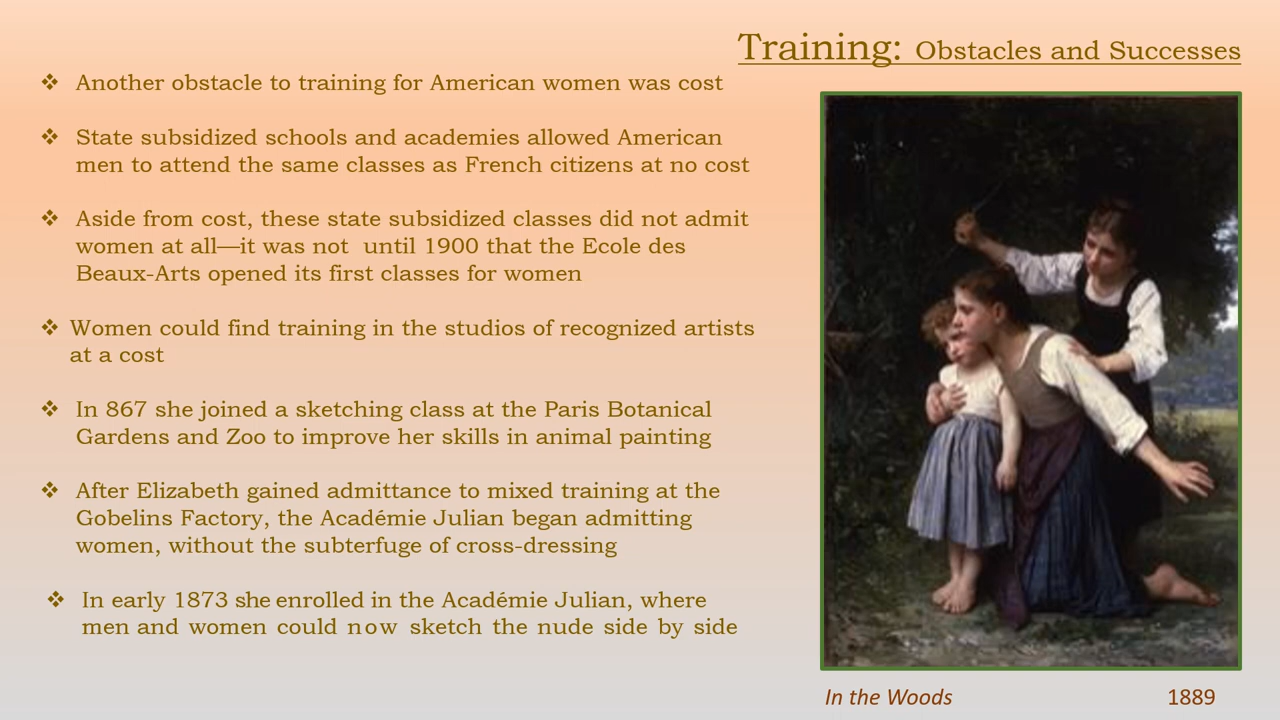 Training: Obstacles and Successes
❖ Another obstacle to training for American women was cost
❖ State subsidized schools and academies allowed American
men to attend the same classes as French citizens at no cost
❖ Aside from cost, these state subsidized classes did not admit
women at all—it was not until 1900 that the Ecole des
Beaux-Arts opened its first classes for women
❖ Women could find training in the studios of recognized artists
at a cost
❖ In 867 she joined a sketching class at the Paris Botanical
Gardens and Zoo to improve her skills in animal painting
❖ After Elizabeth gained admittance to mixed training at the
Gobelins Factory, the Académie Julian began admitting
women, without the subterfuge of cross-dressing
❖ In early 1873 she enrolled in the Académie Julian, where
men and women could now sketch the nude side by side
In the Woods 1889